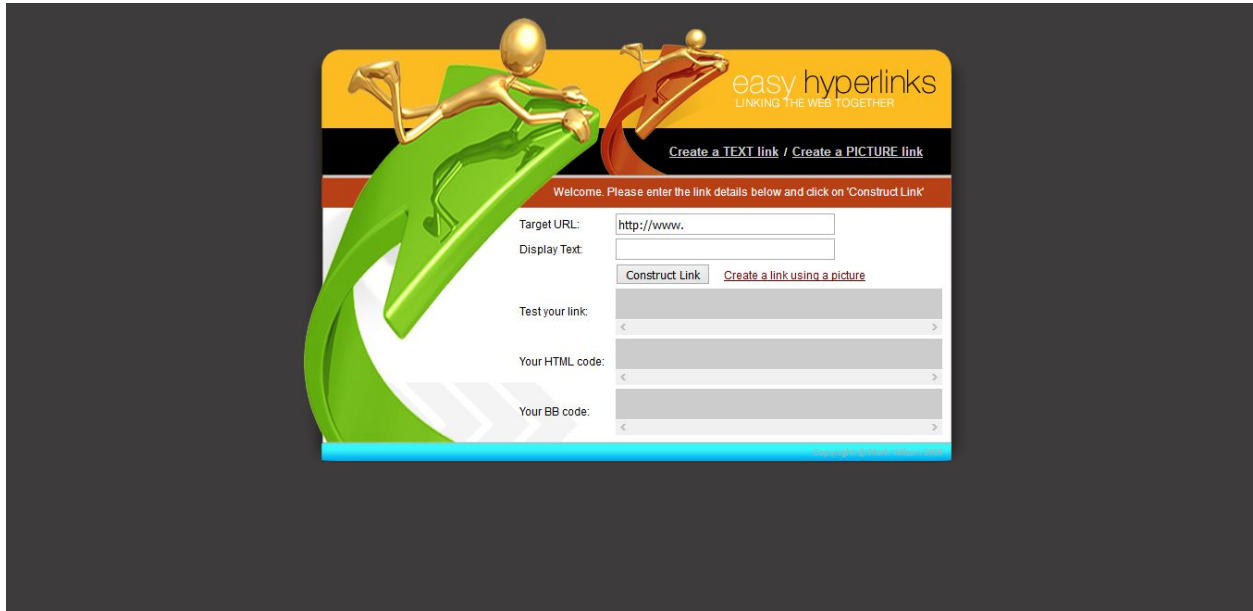 easy hyperlinks
LINKING THE WEB TOGETHER
Create a TEXT link / Create a PICTURE link
Welcome. Please enter the link details below and click on 'Construct Link'
Target URL: http://www.
Display Text:
Construct Link Create a link using a picture
Test your link:
Your HTML code:
Your BB code: